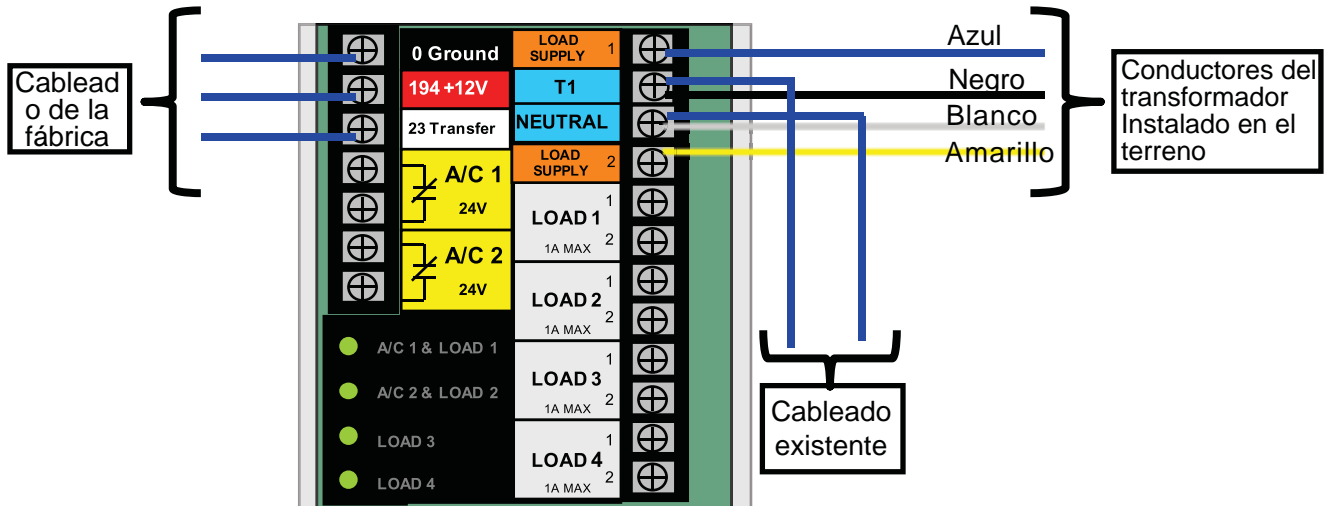 Cablead
o de la
fábrica
0 Ground
194 +12V
23 Transfer
A/C 1
24V
A/C 2
24V
A/C 1 & LOAD 1
A/C 2 & LOAD 2
LOAD 3
LOAD 4
LOAD
SUPPLY 1
T1
NEUTRAL
LOAD
SUPPLY 2
LOAD 1
1A MAX
1
2
LOAD 2
1A MAX
1
2
LOAD 3
1A MAX
1
2
LOAD 4
1A MAX
1
2
Azul
Negro
Blanco
Amarillo
Conductores del
transformador
Instalado en el
terreno
Cableado
existente